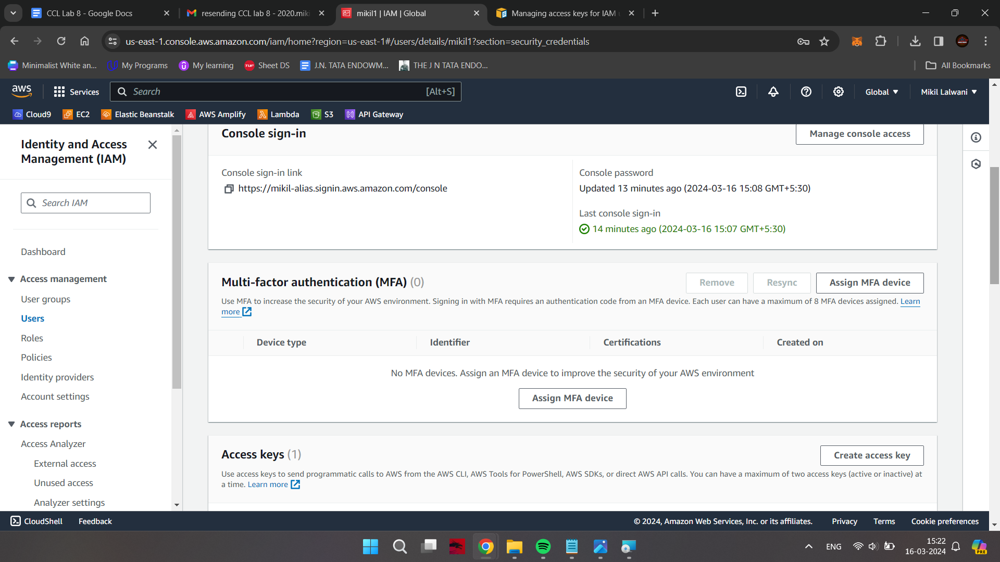 CCL Lab 8 - Google Docs
resending CCL lab 8 - 2020.miki
mikil1 | IAM | Global
Managing access keys for IAM
us-east-1.console.aws.amazon.com/iam/home?region=us-east-1#/users/details/mikil1?section=security_credentials
Minimalist White an...
My Programs
My learning
Sheet DS
J.N. TATA ENDOWM...
THE J N TATA ENDO...
All Bookmarks
aws
Services
Search
[Alt+S]
Global
Mikil Lalwani
Cloud9
EC2
Elastic Beanstalk
AWS Amplify
Lambda
S3
API Gateway
Identity and Access
Management (IAM)
Search IAM
Dashboard
Access management
User groups
Users
Roles
Policies
Identity providers
Account settings
Access reports
Access Analyzer
External access
Unused access
Analyzer settings
Console sign-in
Manage console access
Console sign-in link
https://mikil-alias.signin.aws.amazon.com/console
Console password
Updated 13 minutes ago (2024-03-16 15:08 GMT+5:30)
Last console sign-in
14 minutes ago (2024-03-16 15:07 GMT+5:30)
Multi-factor authentication (MFA) (0)
Remove
Resync
Assign MFA device
Use MFA to increase the security of your AWS environment. Signing in with MFA requires an authentication code from an MFA device. Each user can have a maximum of 8 MFA devices assigned. Learn
more
Device type
Identifier
Certifications
Created on
No MFA devices. Assign an MFA device to improve the security of your AWS environment
Assign MFA device
Access keys (1)
Create access key
Use access keys to send programmatic calls to AWS from the AWS CLI, AWS Tools for PowerShell, AWS SDKs, or direct AWS API calls. You can have a maximum of two access keys (active or inactive) at
a time. Learn more
CloudShell
Feedback
© 2024, Amazon Web Services, Inc. or its affiliates.
Privacy
Terms
Cookie preferences
ENG
15:22
16-03-2024
PRE